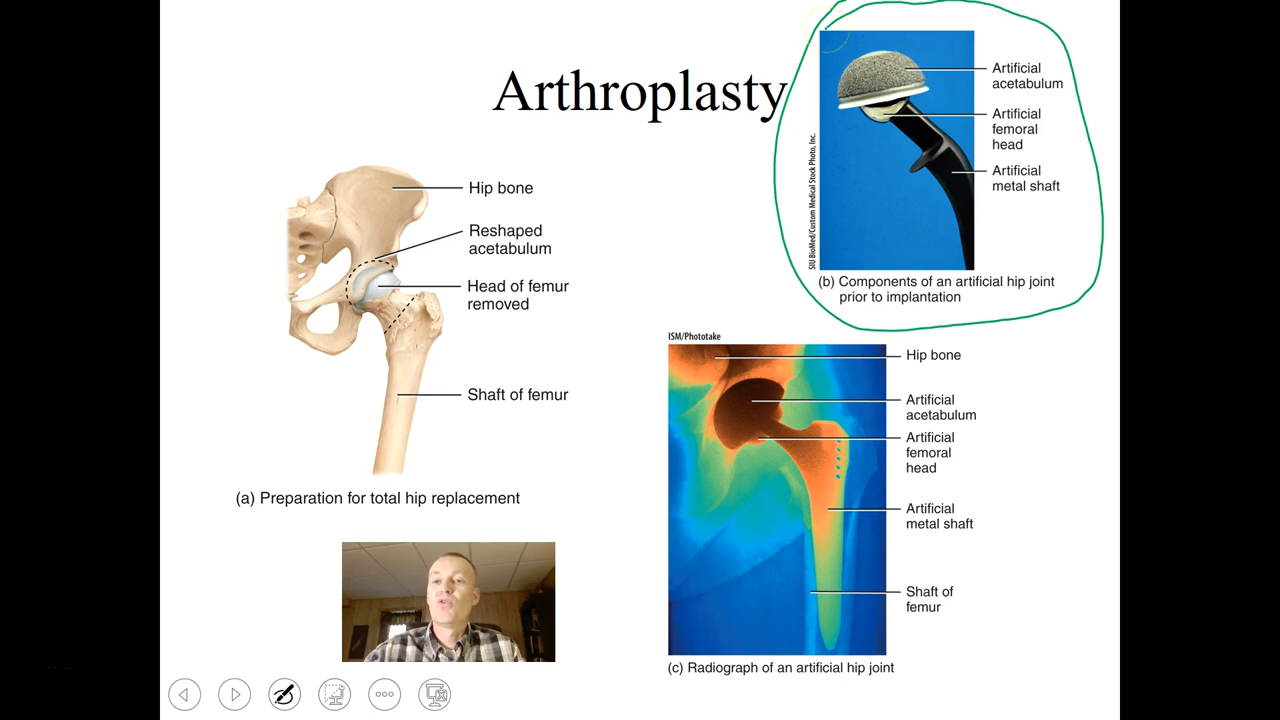 Arthroplasty
Hip bone
Reshaped
acetabulum
Head of femur
removed
Shaft of femur
(a) Preparation for total hip replacement
SIU BioMed/Custom Medical Stock Photo, Inc.
Artificial
acetabulum
Artificial
femoral
head
Artificial
metal shaft
(b) Components of an artificial hip joint
prior to implantation
ISM/Phototake
Hip bone
Artificial
acetabulum
Artificial
femoral
head
Artificial
metal shaft
Shaft of
femur
(c) Radiograph of an artificial hip joint